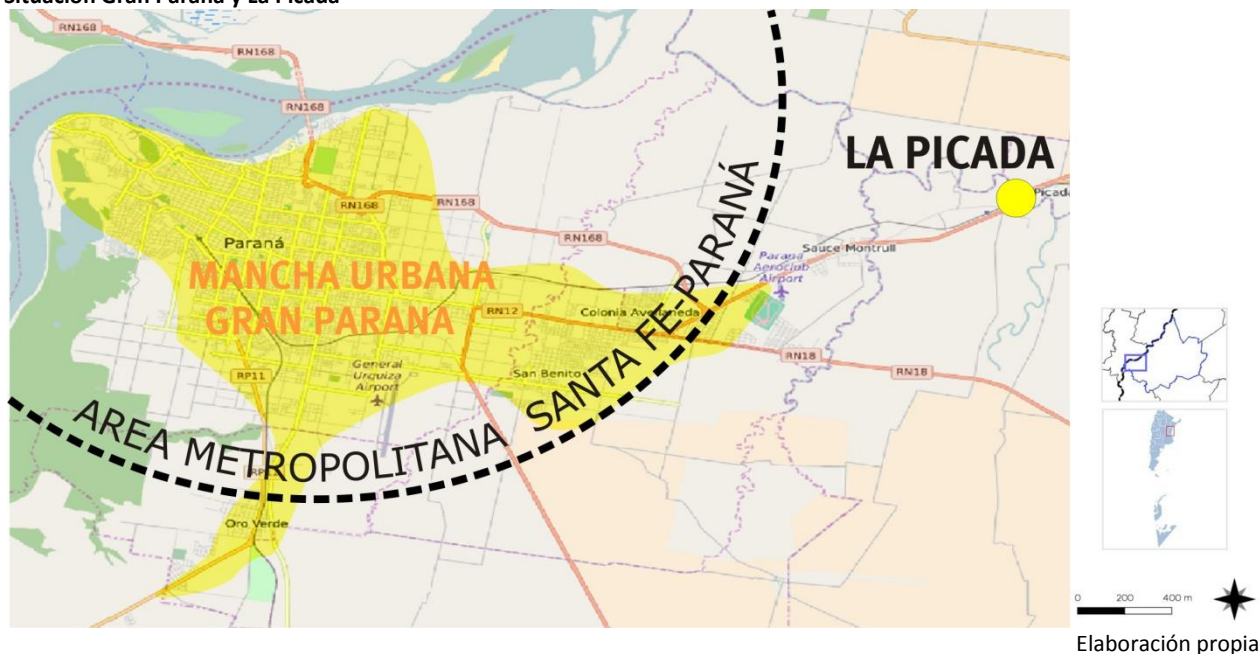 Situación Gran Paraná y La Picada
RN168
RN168
RN168
LA PICADA
Picada
RN168
RN168
Paraná
RN168
Sauce Montrull
Parana
Aeroclub
Airport
MANCHA URBANA
GRAN PARANA
RN12
Colonia Avellaneda
RN18
RN18
RP11
General
Urquiza
Airport
San Benito
AREA METROPOLITANA SANTA FE-PARANÁ
Oro Verde
0 200 400 m
Elaboración propia